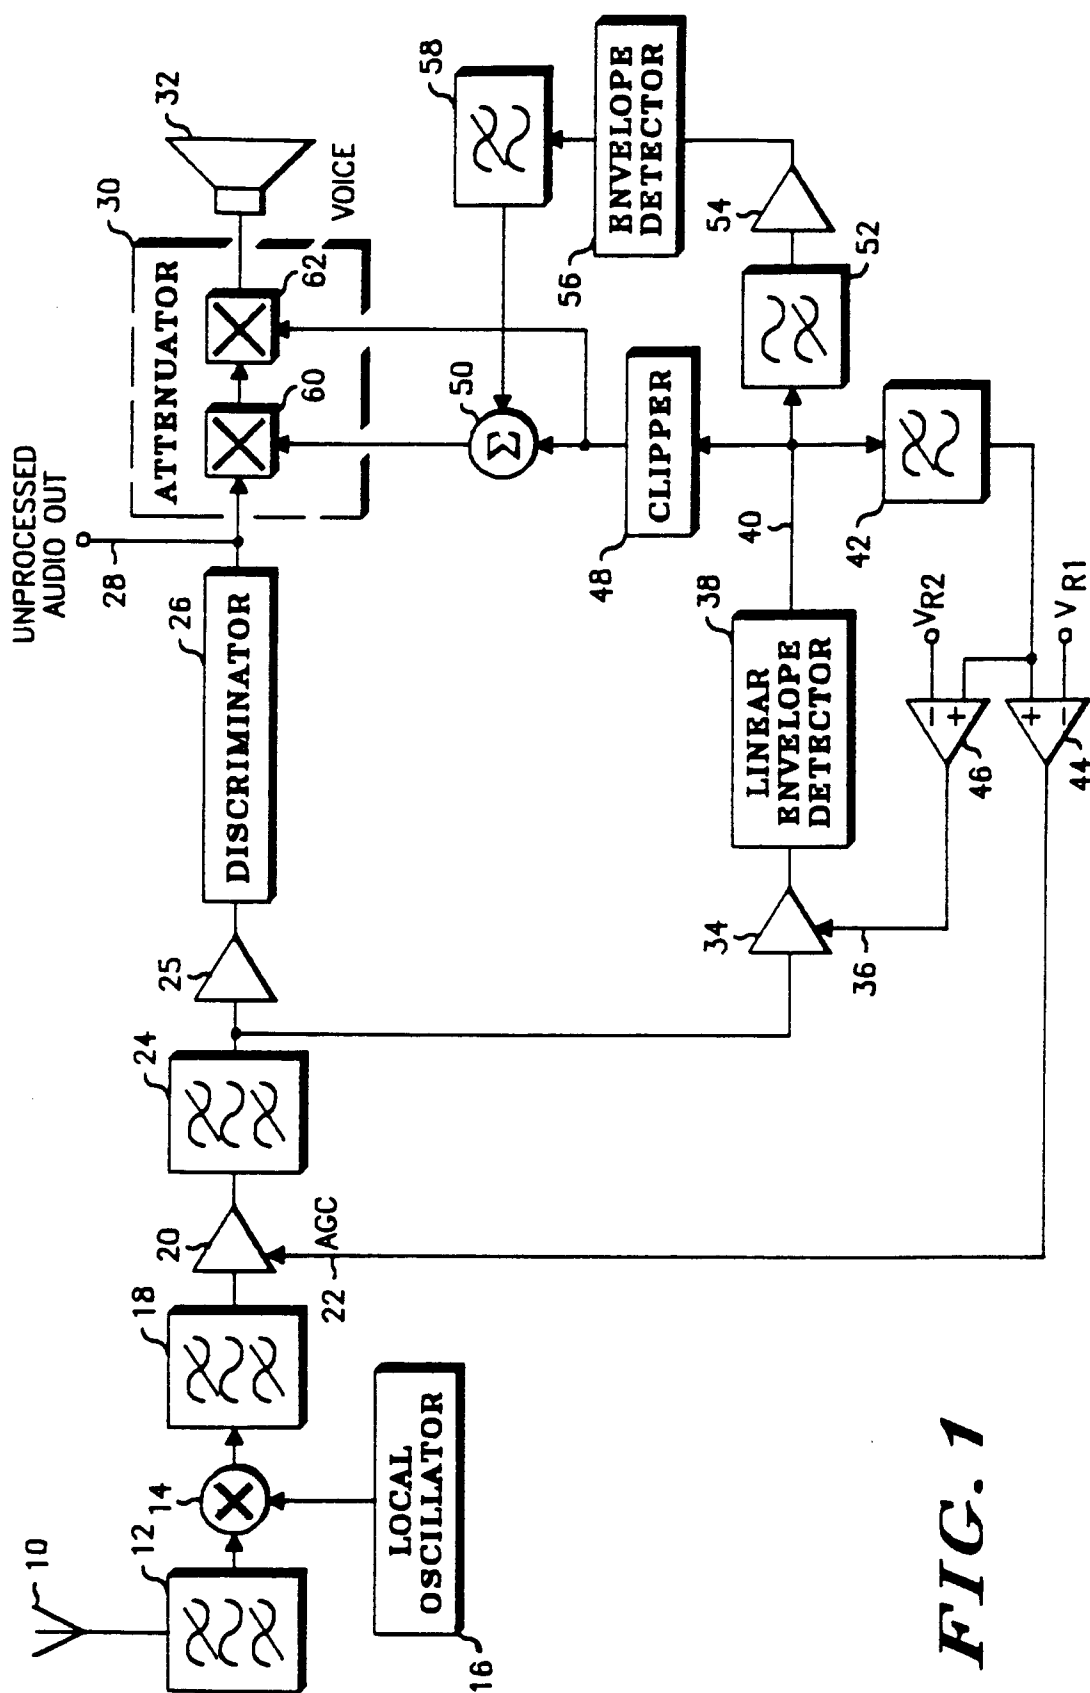 UNPROCESSED
AUDIO OUT
28
10
12
14
LOCAL
OSCILLATOR
16
18
20
AGC
22
24
25
26
DISCRIMINATOR
ATTENUATOR
30
60
62
32
VOICE
34
36
38
LINEAR
ENVELOPE
DETECTOR
40
CLIPPER
48
50
Σ
58
ENVELOPE
DETECTOR
56
54
52
42
VR2
46
+
−
VR1
44
+
−
FIG. 1